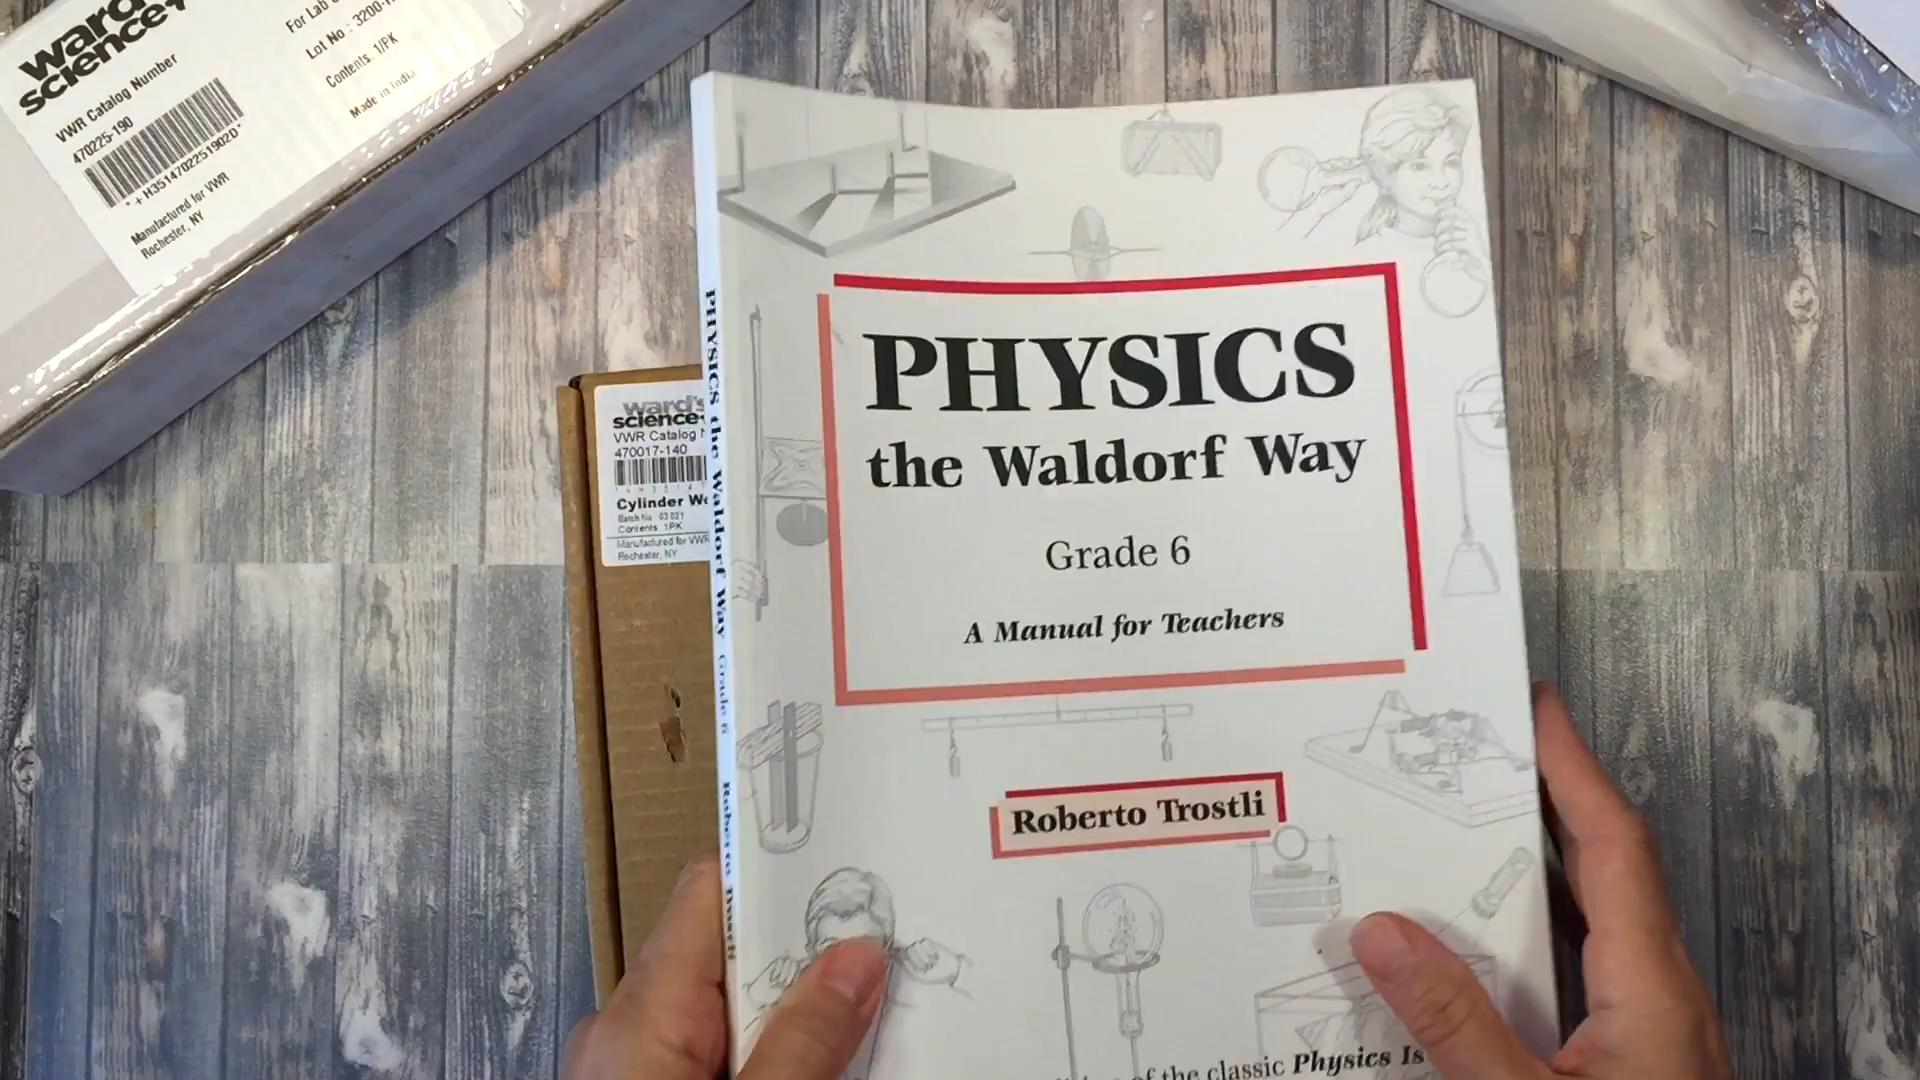 ward's
science+
VWR Catalog Number
470225-190
*+H3514702251902D*
Manufactured for VWR
Rochester, NY
For Lab
Lot No : 3200-
Contents: 1/PK
Made in India
ward's
science+
VWR Catalog
470017-140
Cylinder
Batch No : 03 021
Contents 1PK
Manufactured for VWR
Rochester, NY
PHYSICS the Waldorf Way Grade 6
PHYSICS
the Waldorf Way
Grade 6
A Manual for Teachers
Roberto Trostli
of the classic Physics Is